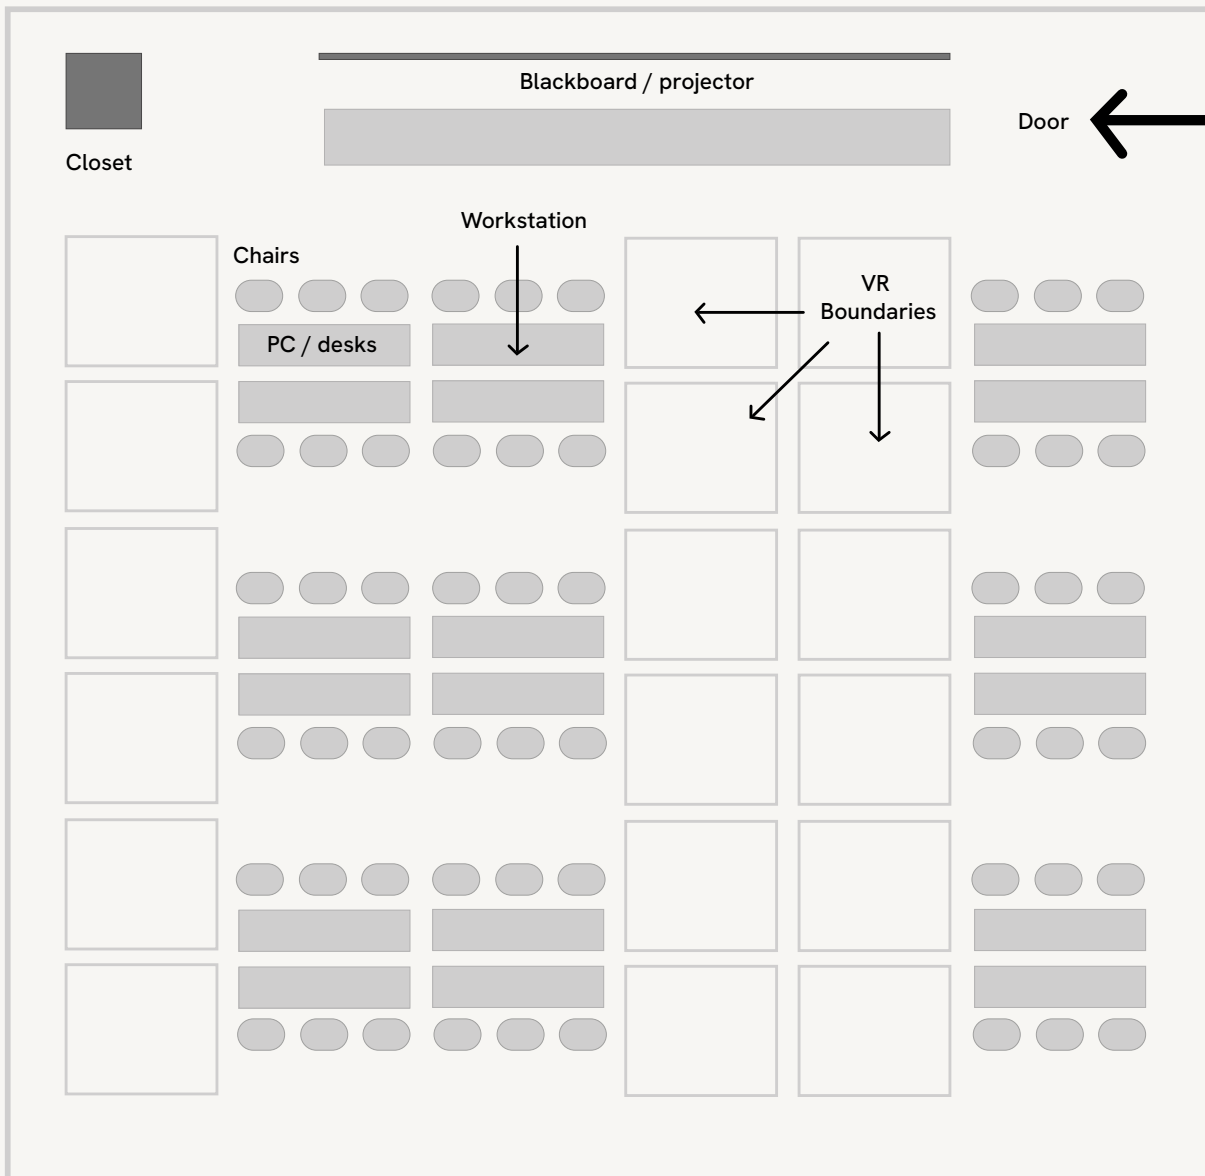 Blackboard / projector
Door
Closet
Workstation
Chairs
VR
Boundaries
PC / desks